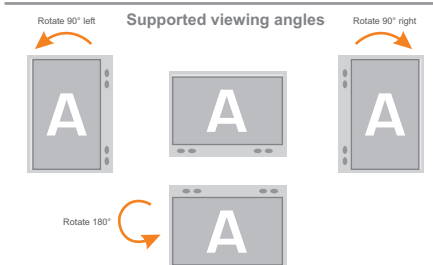 Supported viewing angles
Rotate 90° left
Rotate 90° right
A
A
A
Rotate 180°
A